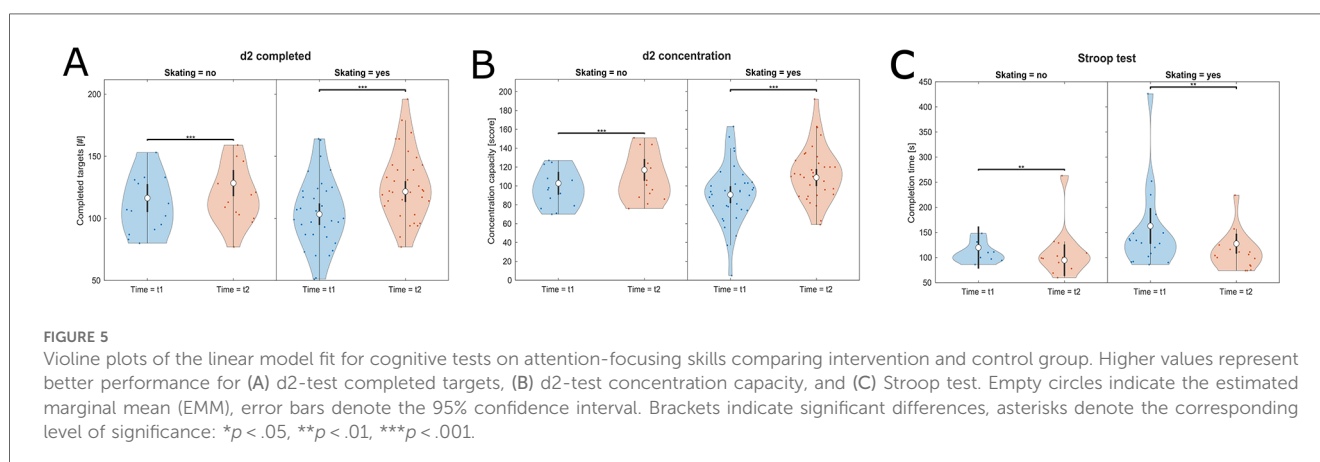 A
d2 completed
Skating = no
Skating = yes
Completed targets [#]
200
150
100
50
***
***
Time = t1
Time = t2
Time = t1
Time = t2
B
d2 concentration
Skating = no
Skating = yes
Concentration capacity [score]
200
180
160
140
120
100
80
60
40
20
0
***
***
Time = t1
Time = t2
Time = t1
Time = t2
C
Stroop test
Skating = no
Skating = yes
Completion time [s]
450
400
350
300
250
200
150
100
50
**
**
Time = t1
Time = t2
Time = t1
Time = t2
FIGURE 5
Violine plots of the linear model fit for cognitive tests on attention-focusing skills comparing intervention and control group. Higher values represent
better performance for (A) d2-test completed targets, (B) d2-test concentration capacity, and (C) Stroop test. Empty circles indicate the estimated
marginal mean (EMM), error bars denote the 95% confidence interval. Brackets indicate significant differences, asterisks denote the corresponding
level of significance: *p < .05, **p < .01, ***p < .001.